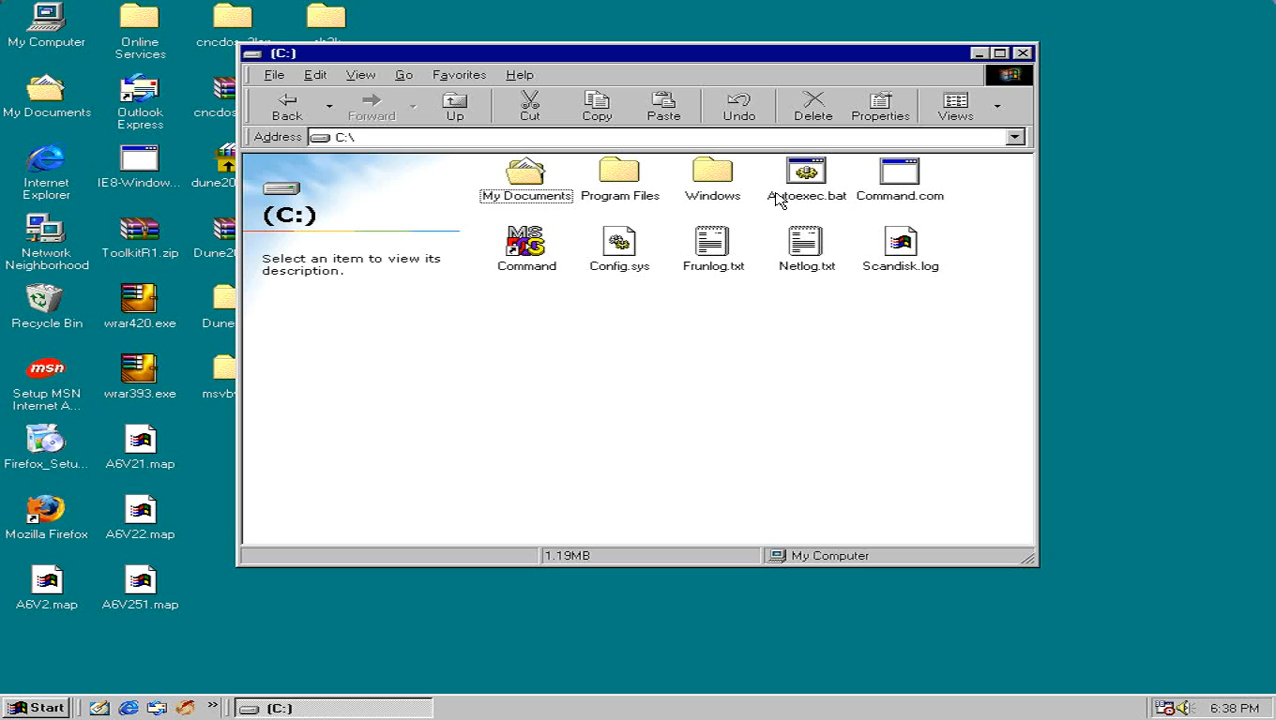 My Computer
Online
Services
(C:)
File Edit View Go Favorites Help
My Documents
Outlook
Express
Back Forward Up Cut Copy Paste Undo Delete Properties Views
Address C:\
Internet
Explorer
IE8-Window...
(C:)
Select an item to view its
description.
My Documents Program Files Windows Autoexec.bat Command.com
Command Config.sys Frunlog.txt Netlog.txt Scandisk.log
Network
Neighborhood
ToolkitR1.zip
Recycle Bin
wrar420.exe
msn
Setup MSN
Internet A...
wrar393.exe
Firefox_Setu...
A6V21.map
Mozilla Firefox
A6V22.map
A6V2.map
A6V251.map
1.19MB My Computer
Start (C:) 6:38 PM